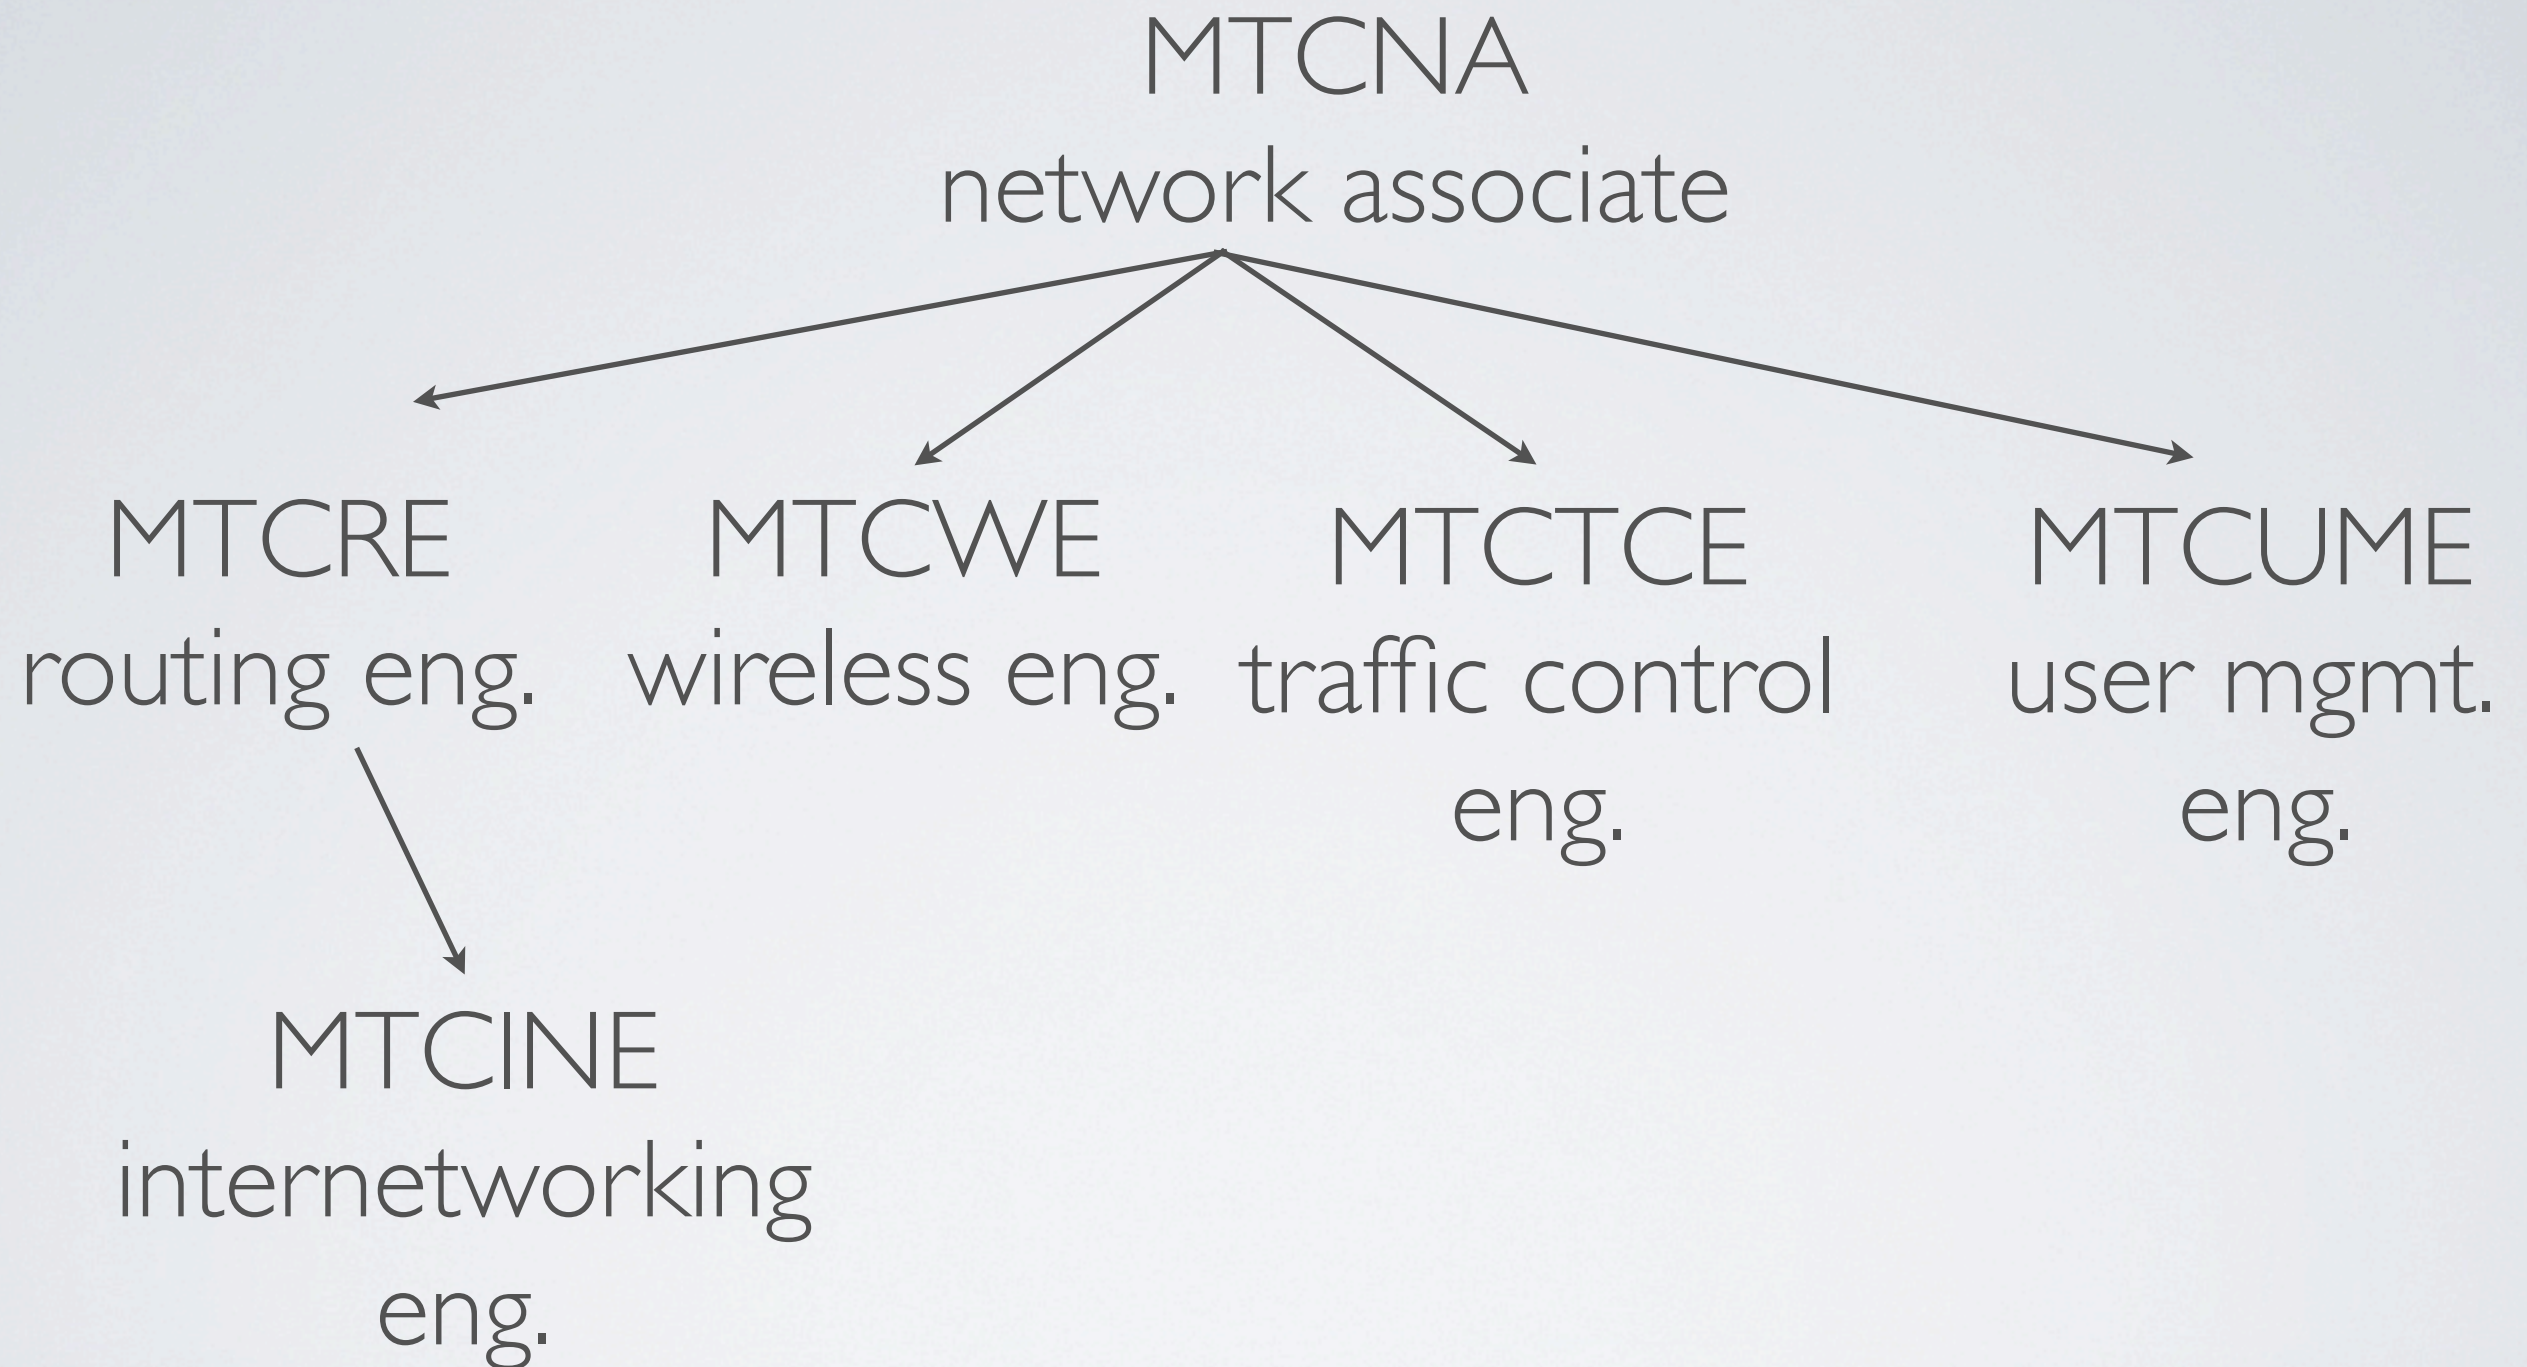 MTCNA
network associate
MTCRE
routing eng.
MTCWE
wireless eng.
MTCTCE
traffic control
eng.
MTCUME
user mgmt.
eng.
MTCINE
internetworking
eng.